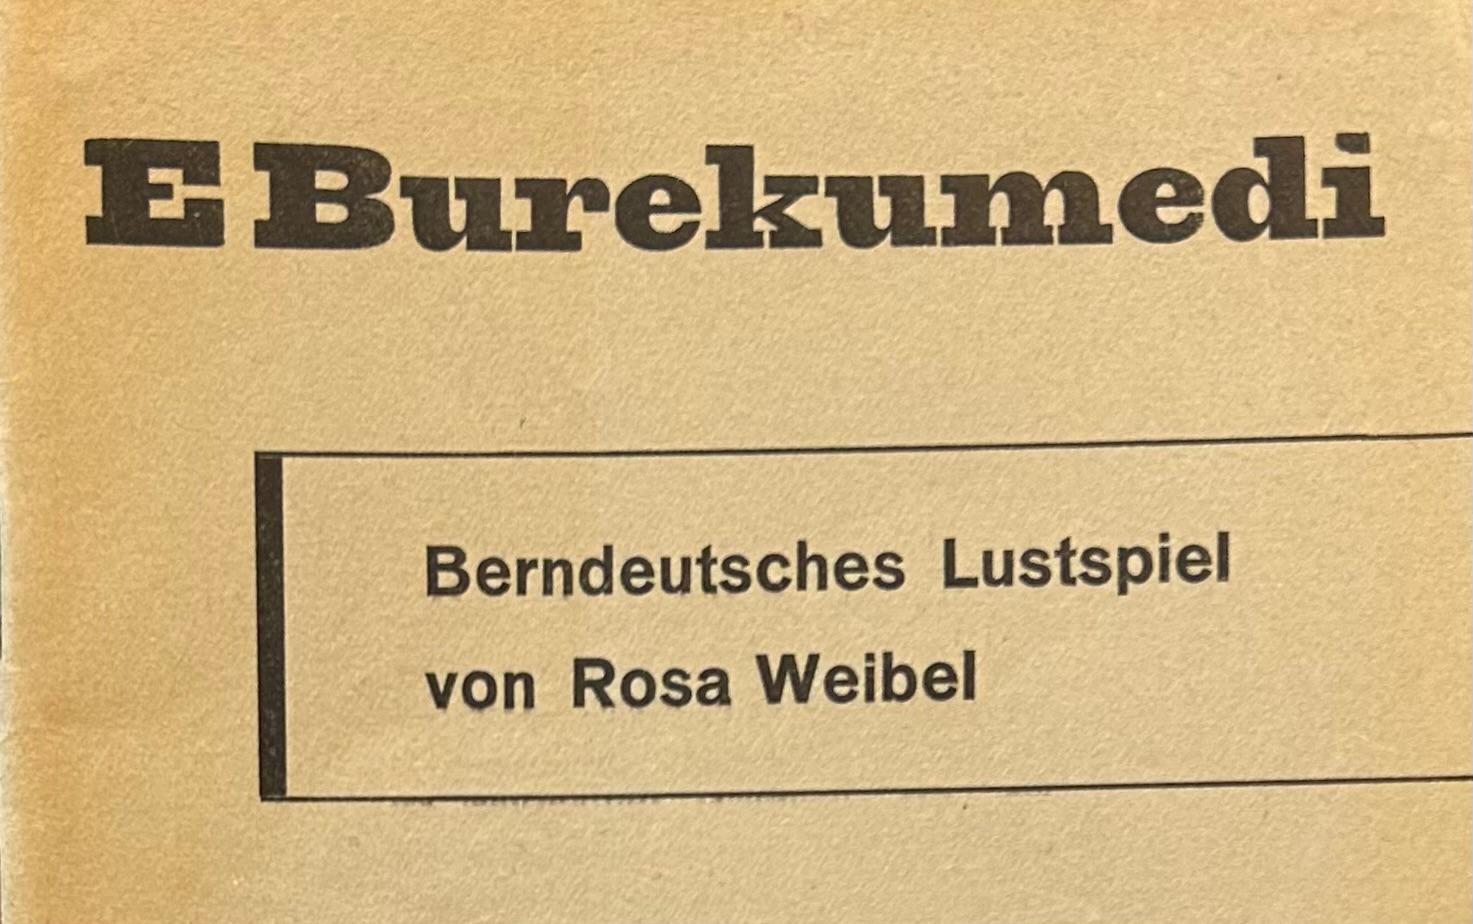 E Burekumedi
Berndeutsches Lustspiel
von Rosa Weibel